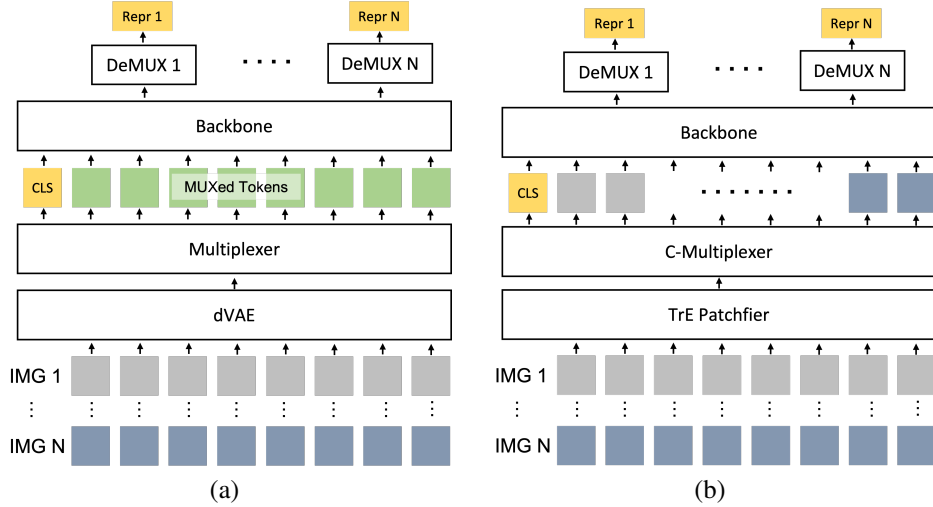 Repr 1
Repr N
DeMUX 1
DeMUX N
Backbone
CLS
MUXed Tokens
Multiplexer
dVAE
IMG 1
IMG N
(a)
Repr 1
Repr N
DeMUX 1
DeMUX N
Backbone
CLS
C-Multiplexer
TrE Patchfier
IMG 1
IMG N
(b)